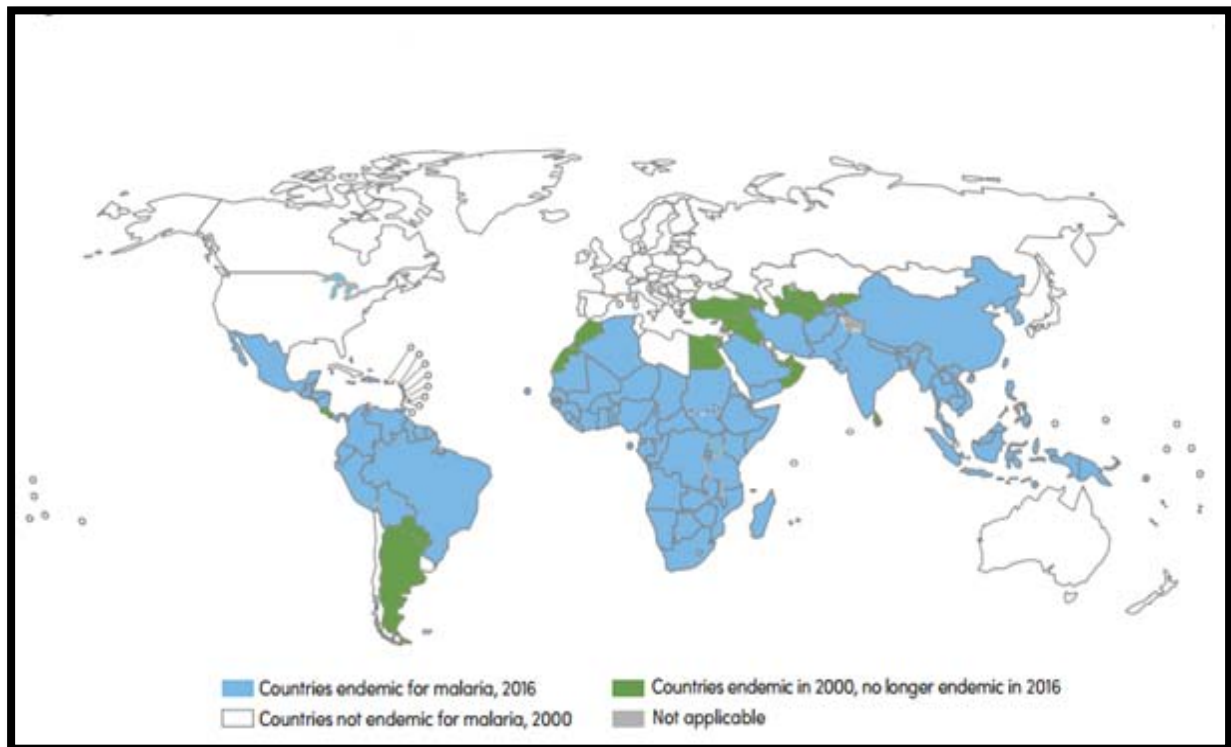 Countries endemic for malaria, 2016
Countries endemic in 2000, no longer endemic in 2016
Countries not endemic for malaria, 2000
Not applicable